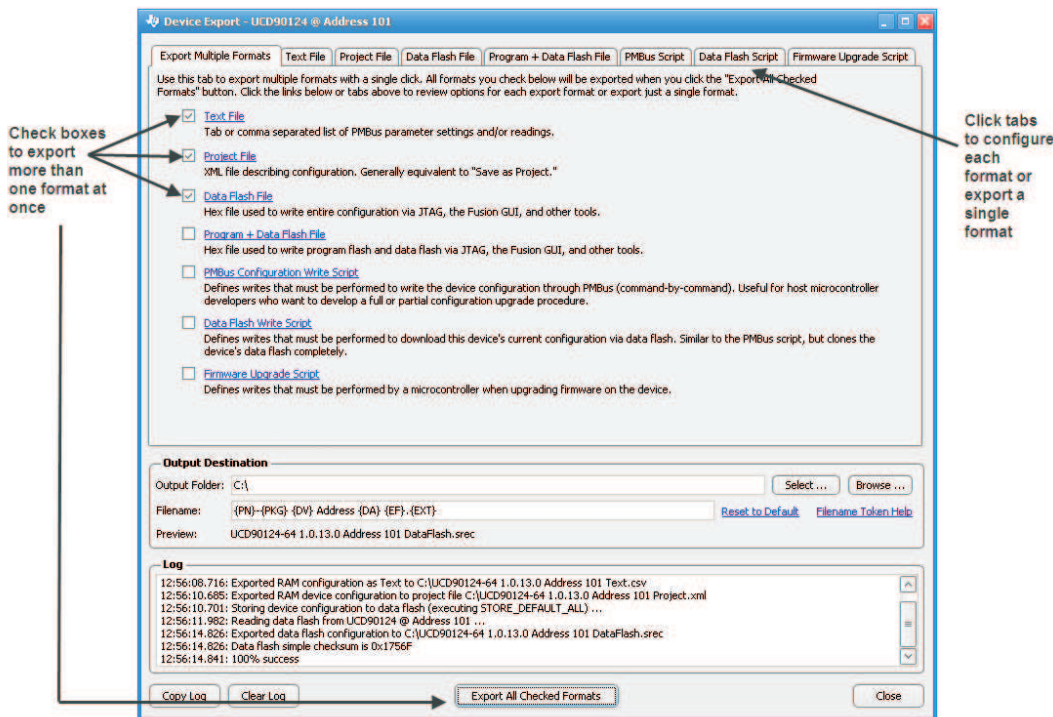 Device Export - UCD90124 @ Address 101
Export Multiple Formats
Text File
Project File
Data Flash File
Program + Data Flash File
PMBus Script
Data Flash Script
Firmware Upgrade Script
Use this tab to export multiple formats with a single click. All formats you check below will be exported when you click the "Export All Checked
Formats" button. Click the links below or tabs above to review options for each export format or export just a single format.
Check boxes
to export
more than
one format at
once
Text File
Tab or comma separated list of PMBus parameter settings and/or readings.
Project File
XML file describing configuration. Generally equivalent to "Save as Project."
Data Flash File
Hex file used to write entire configuration via JTAG, the Fusion GUI, and other tools.
Program + Data Flash File
Hex file used to write program flash and data flash via JTAG, the Fusion GUI, and other tools.
PMBus Configuration Write Script
Defines writes that must be performed to write the device configuration through PMBus (command-by-command). Useful for host microcontroller
developers who want to develop a full or partial configuration upgrade procedure.
Data Flash Write Script
Defines writes that must be performed to download this device's current configuration via data flash. Similar to the PMBus script, but clones the
device's data flash completely.
Firmware Upgrade Script
Defines writes that must be performed by a microcontroller when upgrading firmware on the device.
Click tabs
to configure
each
format or
export a
single
format
Output Destination
Output Folder: C:\
Select ...
Browse ...
Filename: {PN}-{PKG} {DV} Address {DA} {EF}.{EXT}
Reset to Default
Filename Token Help
Preview: UCD90124-64 1.0.13.0 Address 101 DataFlash.srec
Log
12:56:08.716: Exported RAM configuration as Text to C:\UCD90124-64 1.0.13.0 Address 101 Text.csv
12:56:10.685: Exported RAM device configuration to project file C:\UCD90124-64 1.0.13.0 Address 101 Project.xml
12:56:10.701: Storing device configuration to data flash (executing STORE_DEFAULT_ALL) ...
12:56:11.982: Reading data flash from UCD90124 @ Address 101 ...
12:56:14.826: Exported data flash configuration to C:\UCD90124-64 1.0.13.0 Address 101 DataFlash.srec
12:56:14.826: Data flash simple checksum is 0x1756F
12:56:14.841: 100% success
Copy Log
Clear Log
Export All Checked Formats
Close